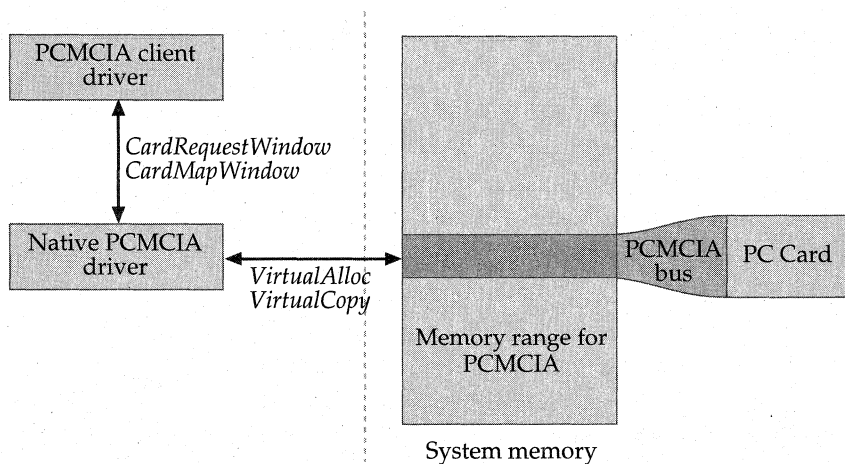 PCMCIA client
driver
CardRequestWindow
CardMapWindow
Native PCMCIA
driver
VirtualAlloc
VirtualCopy
PCMCIA
bus
PC Card
Memory range for
PCMCIA
System memory